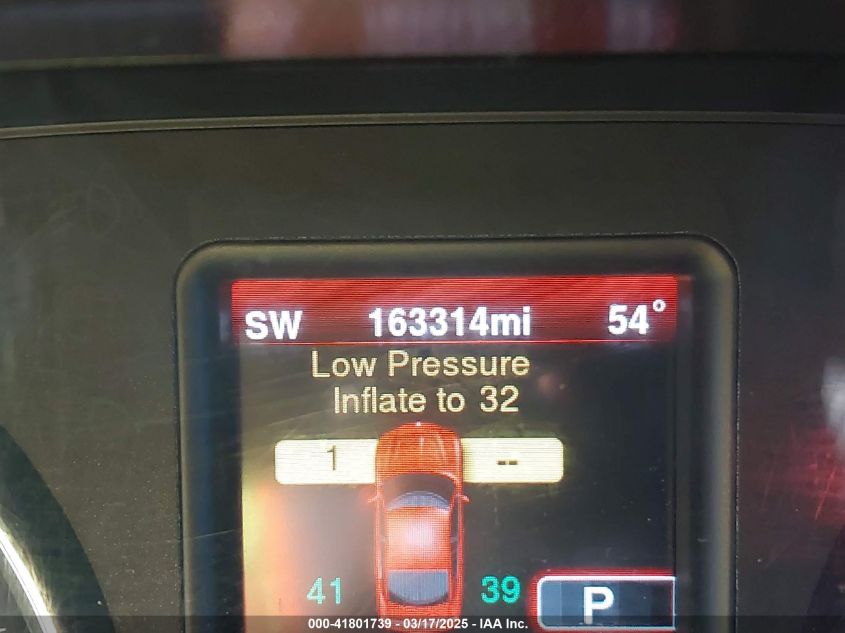 SW 163314mi 54°
Low Pressure
Inflate to 32
1 --
41 39 P
000-41801739 - 03/17/2025 - IAA Inc.